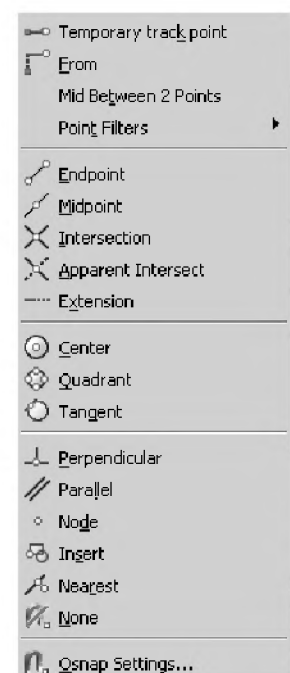 Temporary track point
From
Mid Between 2 Points
Point Filters
Endpoint
Midpoint
Intersection
Apparent Intersect
Extension
Center
Quadrant
Tangent
Perpendicular
Parallel
Node
Insert
Nearest
None
Osnap Settings...